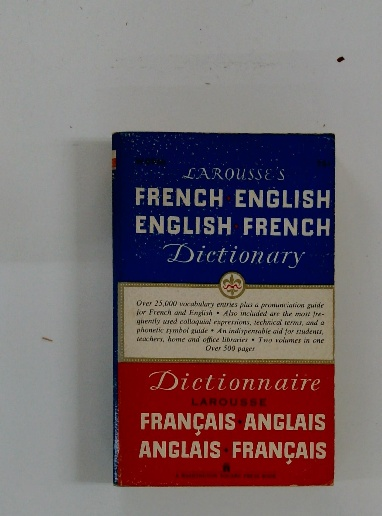 LAROUSSE'S
FRENCH·ENGLISH
ENGLISH·FRENCH
Dictionary
Over 25,000 vocabulary entries plus a pronunciation guide
for French and English • Also included are the most fre-
quently used colloquial expressions, technical terms, and a
phonetic symbol guide • An indispensable aid for students,
teachers, home and office libraries • Two volumes in one
Over 500 pages
Dictionnaire
LAROUSSE
FRANÇAIS·ANGLAIS
ANGLAIS·FRANÇAIS